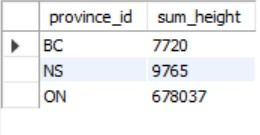 province_id sum_height
BC 7720
NS 9765
ON 678037